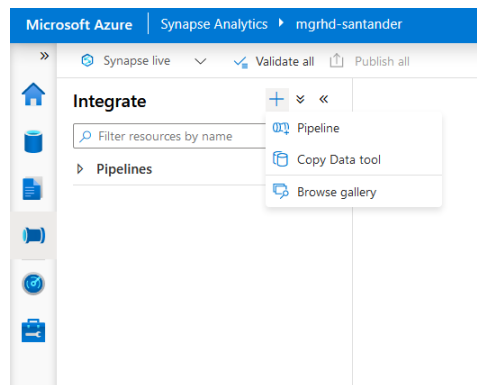 Microsoft Azure Synapse Analytics mgrhd-santander
Synapse live Validate all Publish all
Integrate
Filter resources by name
Pipelines
Pipeline
Copy Data tool
Browse gallery